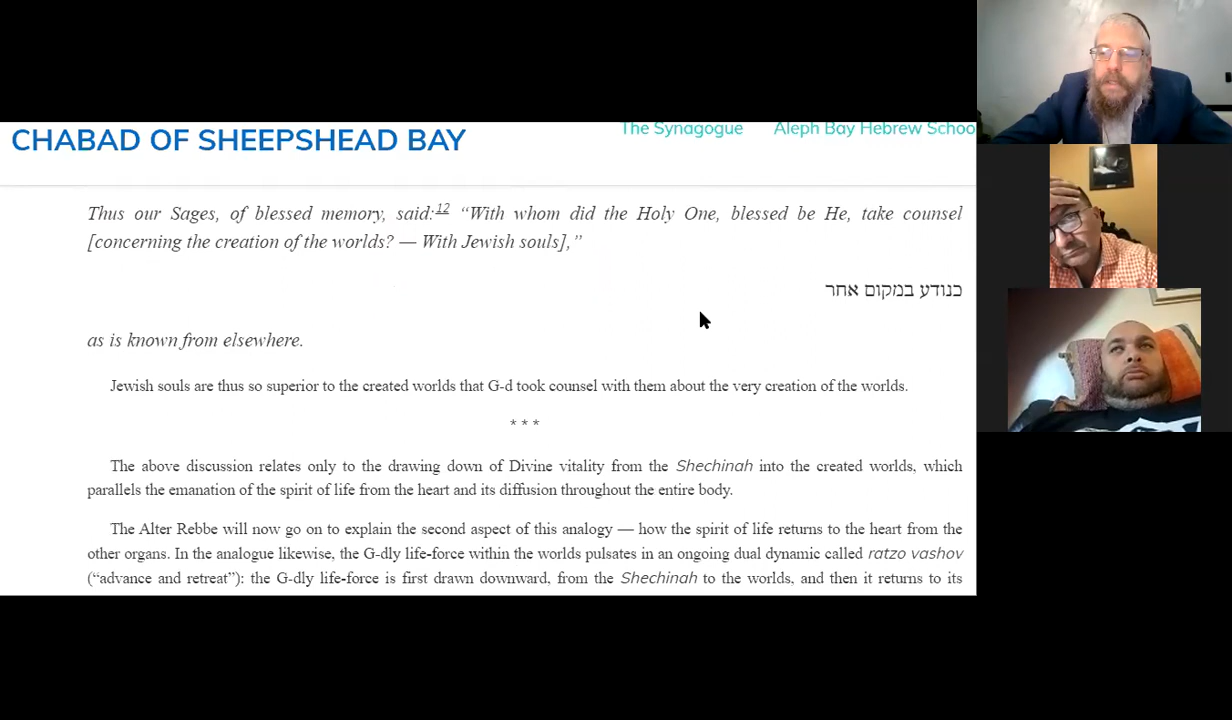 CHABAD OF SHEEPSHEAD BAY
The Synagogue Aleph Bay Hebrew Schoo
Thus our Sages, of blessed memory, said:12 “With whom did the Holy One, blessed be He, take counsel
[concerning the creation of the worlds? — With Jewish souls],”
כנודע במקום אחר
as is known from elsewhere.
Jewish souls are thus so superior to the created worlds that G-d took counsel with them about the very creation of the worlds.
* * *
The above discussion relates only to the drawing down of Divine vitality from the Shechinah into the created worlds, which
parallels the emanation of the spirit of life from the heart and its diffusion throughout the entire body.
The Alter Rebbe will now go on to explain the second aspect of this analogy — how the spirit of life returns to the heart from the
other organs. In the analogue likewise, the G-dly life-force within the worlds pulsates in an ongoing dual dynamic called ratzo vashov
(“advance and retreat”): the G-dly life-force is first drawn downward, from the Shechinah to the worlds, and then it returns to its